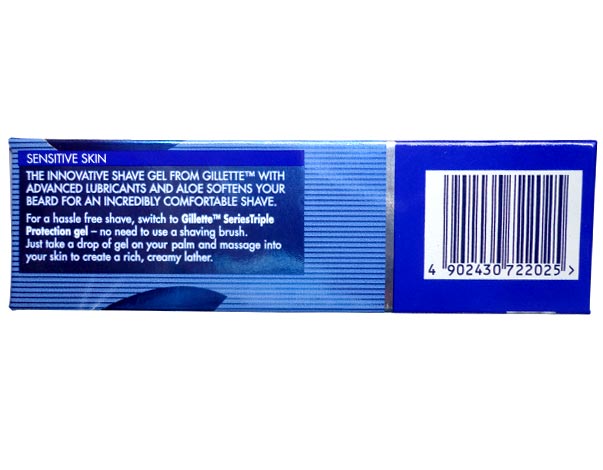 SENSITIVE SKIN
THE INNOVATIVE SHAVE GEL FROM GILLETTE™ WITH
ADVANCED LUBRICANTS AND ALOE SOFTENS YOUR
BEARD FOR AN INCREDIBLY COMFORTABLE SHAVE.
For a hassle free shave, switch to Gillette™ SeriesTriple
Protection gel – no need to use a shaving brush.
Just take a drop of gel on your palm and massage into
your skin to create a rich, creamy lather.
4 902430 722025 >